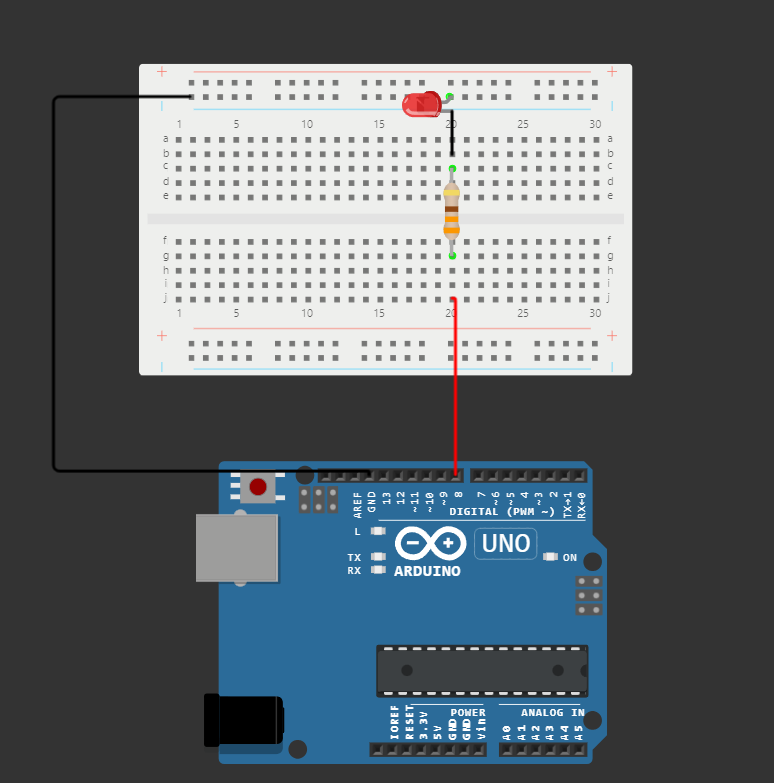 + +
1 5 10 15 20 25 30
a a
b b
c c
d d
e e
f f
g g
h h
i i
j j
1 5 10 15 20 25 30
+ +
AREF GND 13 12 ~11 ~10 ~9 8 7 ~6 ~5 4 ~3 2 TX→1 RX←0
DIGITAL (PWM ~)
L
UNO
TX
ON
RX
ARDUINO
POWER
ANALOG IN
IOREF RESET 3.3V 5V GND GND Vin A0 A1 A2 A3 A4 A5